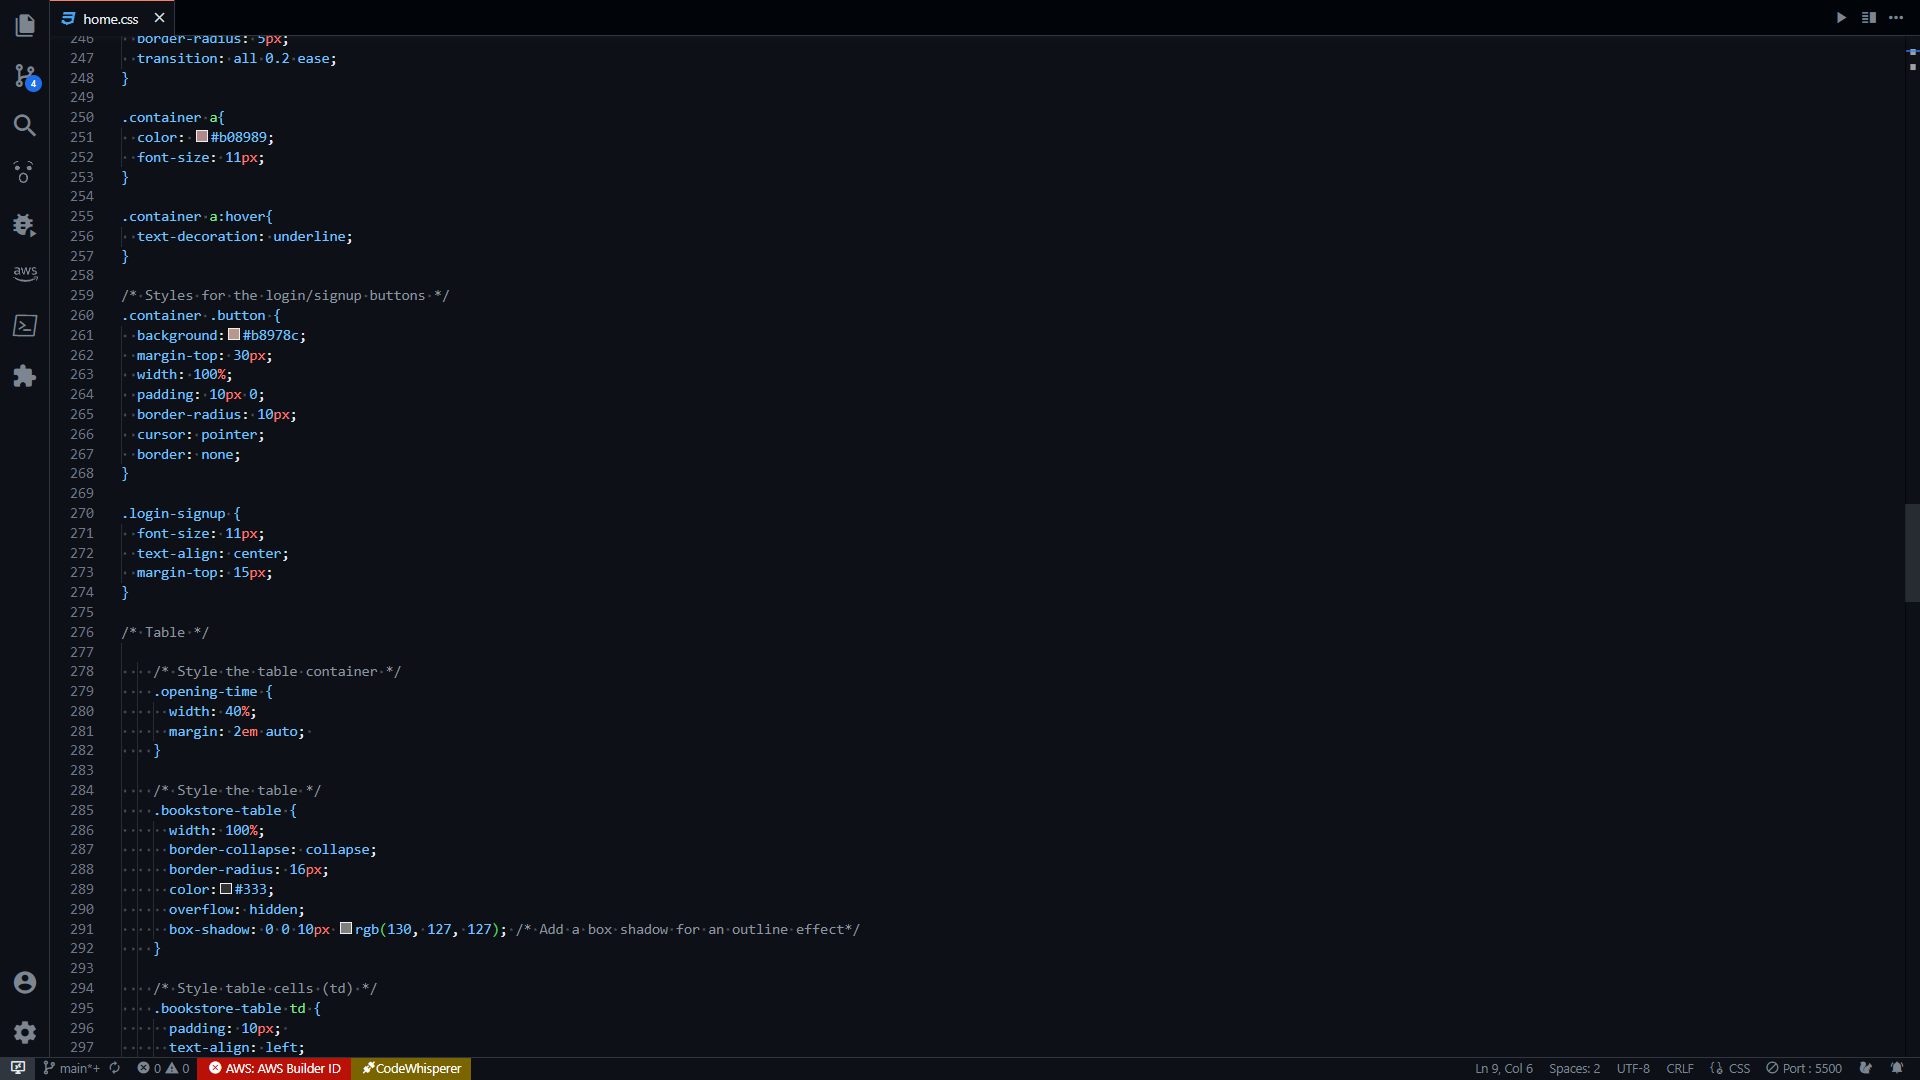 home.css
246 border-radius: 5px;
247 transition: all 0.2 ease;
248 }
249
250 .container a{
251 color: #b08989;
252 font-size: 11px;
253 }
254
255 .container a:hover{
256 text-decoration: underline;
257 }
258
259 /* Styles for the login/signup buttons */
260 .container .button {
261 background: #b8978c;
262 margin-top: 30px;
263 width: 100%;
264 padding: 10px 0;
265 border-radius: 10px;
266 cursor: pointer;
267 border: none;
268 }
269
270 .login-signup {
271 font-size: 11px;
272 text-align: center;
273 margin-top: 15px;
274 }
275
276 /* Table */
277
278 /* Style the table container */
279 .opening-time {
280 width: 40%;
281 margin: 2em auto;
282 }
283
284 /* Style the table */
285 .bookstore-table {
286 width: 100%;
287 border-collapse: collapse;
288 border-radius: 16px;
289 color: #333;
290 overflow: hidden;
291 box-shadow: 0 0 10px rgb(130, 127, 127); /* Add a box shadow for an outline effect*/
292 }
293
294 /* Style table cells (td) */
295 .bookstore-table td {
296 padding: 10px;
297 text-align: left;
4
aws
main*+ 0 0 AWS: AWS Builder ID CodeWhisperer Ln 9, Col 6 Spaces: 2 UTF-8 CRLF CSS Port : 5500